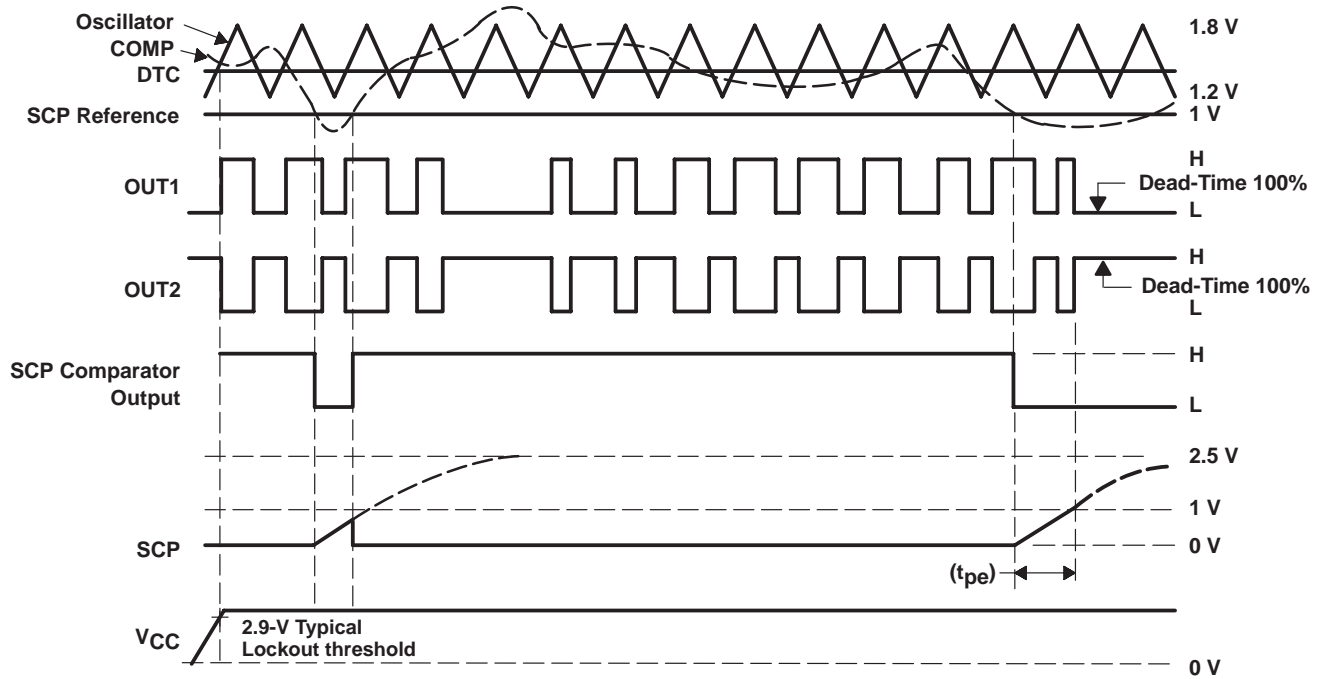 Oscillator
COMP
DTC
SCP Reference
1.8 V
1.2 V
1 V
OUT1
H
Dead-Time 100%
L
OUT2
H
Dead-Time 100%
L
SCP Comparator
Output
H
L
2.5 V
1 V
SCP
0 V
(tpe)
VCC
2.9-V Typical
Lockout threshold
0 V